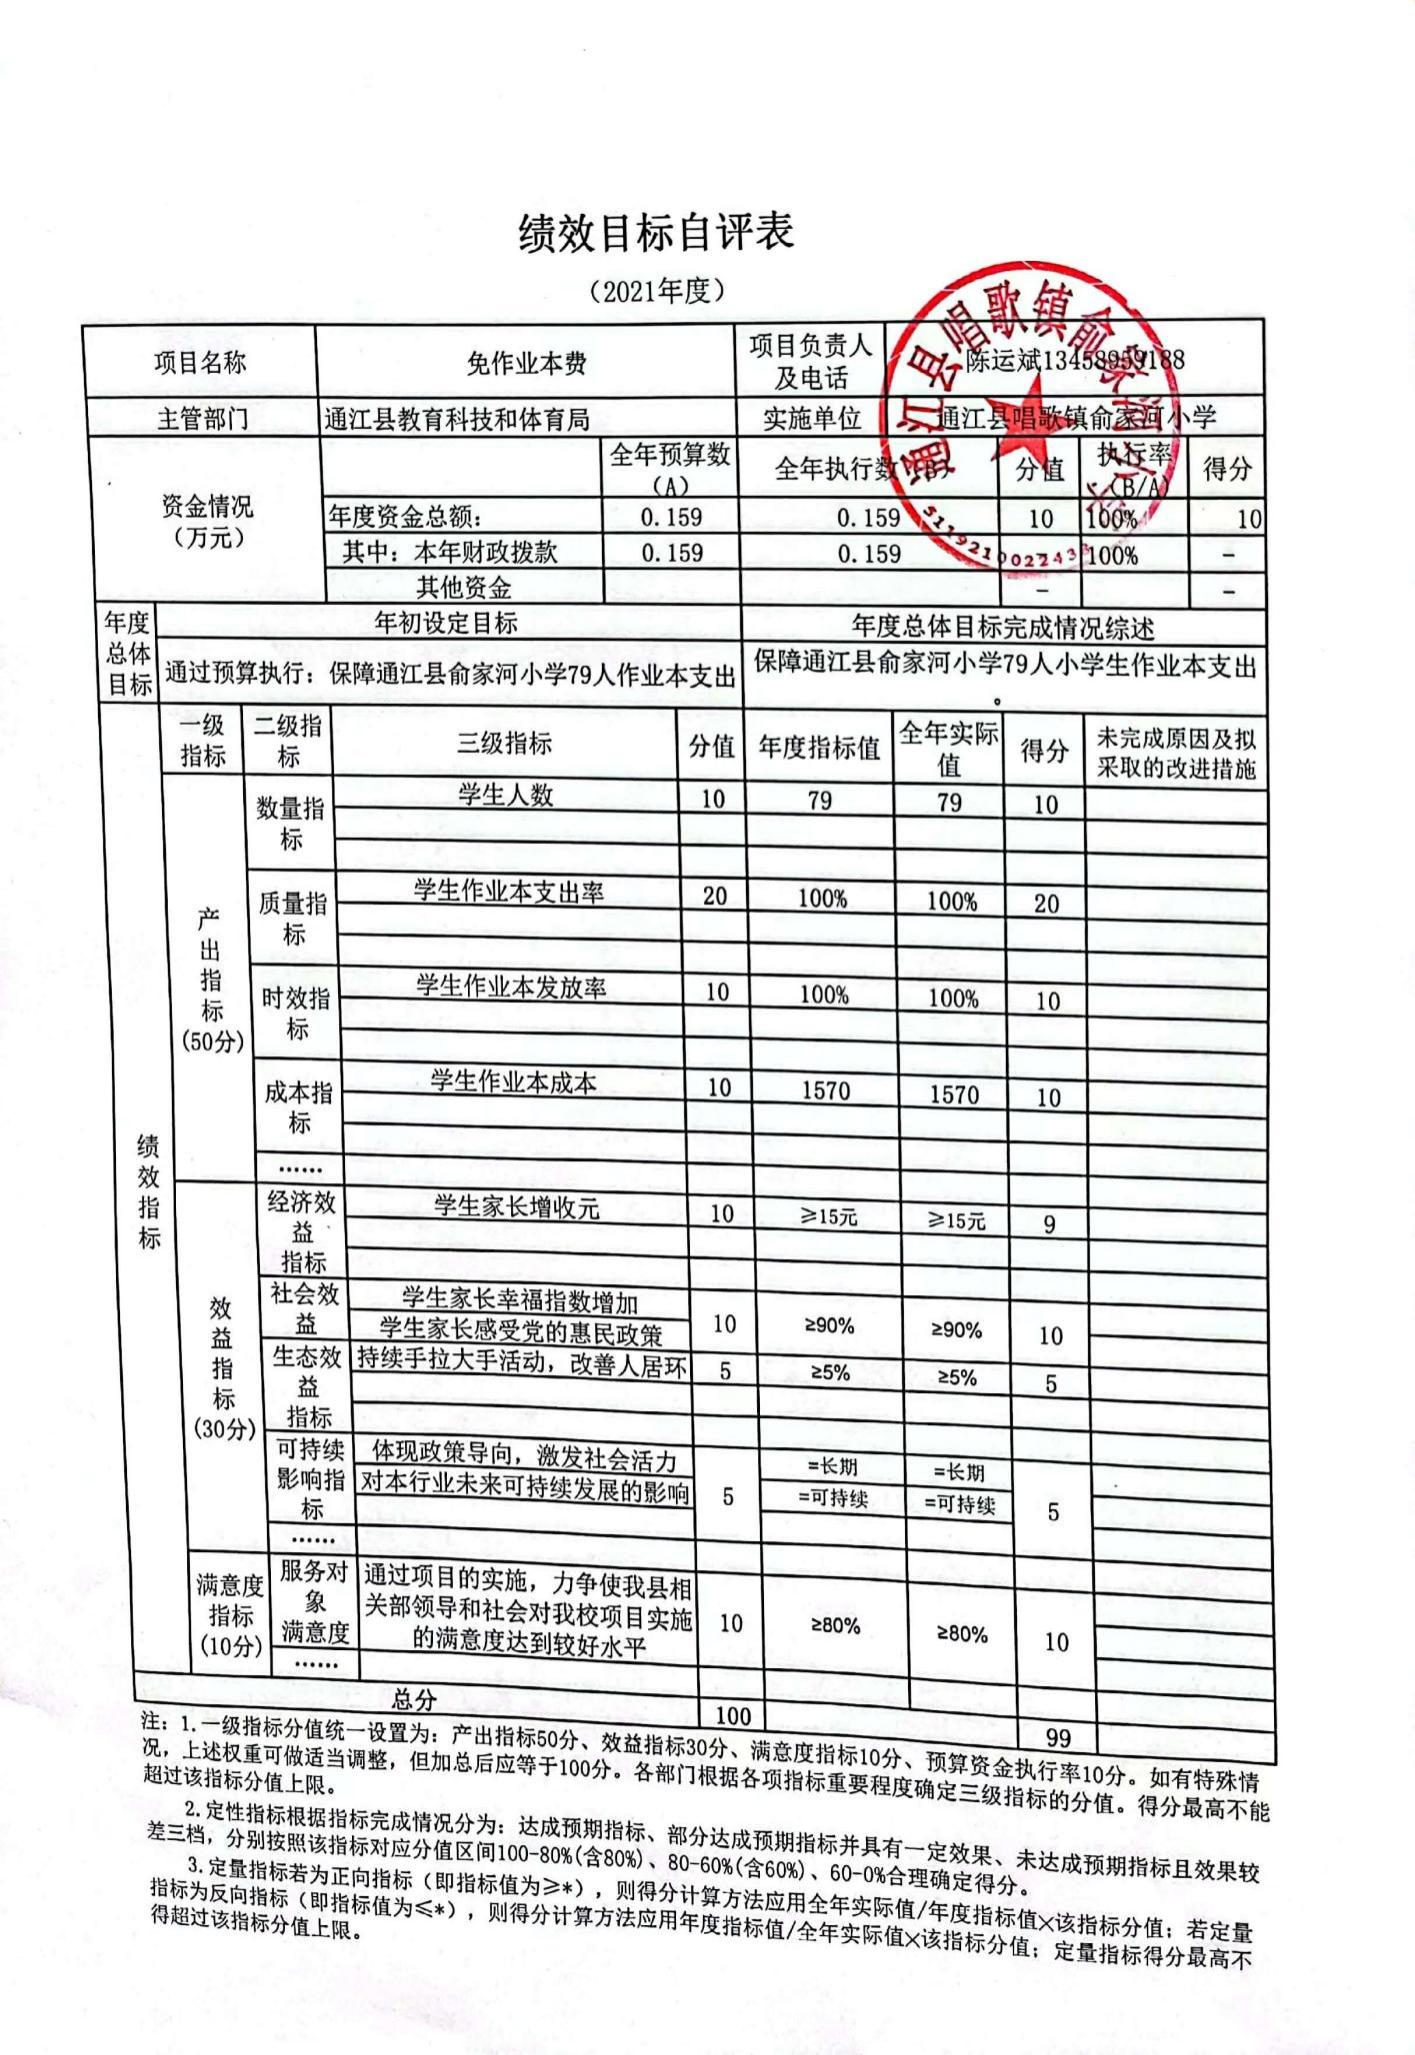 绩效目标自评表
（2021年度）
项目名称 免作业本费 项目负责人及电话 陈运斌13458959188
主管部门 通江县教育科技和体育局 实施单位 通江县唱歌镇俞家河小学
资金情况（万元） 全年预算数（A） 全年执行数（B） 分值 执行率（B/A） 得分
年度资金总额： 0.159 0.159 10 100% 10
其中：本年财政拨款 0.159 0.159 － 100% －
其他资金 － －
年度总体目标 年初设定目标 年度总体目标完成情况综述
通过预算执行：保障通江县俞家河小学79人作业本支出 保障通江县俞家河小学79人小学生作业本支出。
绩效指标 一级指标 二级指标 三级指标 分值 年度指标值 全年实际值 得分 未完成原因及拟采取的改进措施
产出指标(50分) 数量指标 学生人数 10 79 79 10
质量指标 学生作业本支出率 20 100% 100% 20
时效指标 学生作业本发放率 10 100% 100% 10
成本指标 学生作业本成本 10 1570 1570 10
……
效益指标(30分) 经济效益指标 学生家长增收元 10 ≥15元 ≥15元 9
社会效益 学生家长幸福指数增加 10 ≥90% ≥90% 10
学生家长感受党的惠民政策
生态效益指标 持续手拉大手活动，改善人居环 5 ≥5% ≥5% 5
可持续影响指标 体现政策导向，激发社会活力 5 =长期 =长期 5
对本行业未来可持续发展的影响 =可持续 =可持续
……
满意度指标(10分) 服务对象满意度 通过项目的实施，力争使我县相关部领导和社会对我校项目实施的满意度达到较好水平 10 ≥80% ≥80% 10
……
总分 100 99
注：1.一级指标分值统一设置为：产出指标50分、效益指标30分、满意度指标10分、预算资金执行率10分。如有特殊情
况，上述权重可做适当调整，但加总后应等于100分。各部门根据各项指标重要程度确定三级指标的分值。得分最高不能
超过该指标分值上限。
2.定性指标根据指标完成情况分为：达成预期指标、部分达成预期指标并具有一定效果、未达成预期指标且效果较
差三档，分别按照该指标对应分值区间100-80%(含80%)、80-60%(含60%)、60-0%合理确定得分。
3.定量指标若为正向指标（即指标值为≥*），则得分计算方法应用全年实际值/年度指标值×该指标分值；若定量
指标为反向指标（即指标值为≤*），则得分计算方法应用年度指标值/全年实际值×该指标分值；定量指标得分最高不
得超过该指标分值上限。
通江县唱歌镇俞家河小学
5119210022433